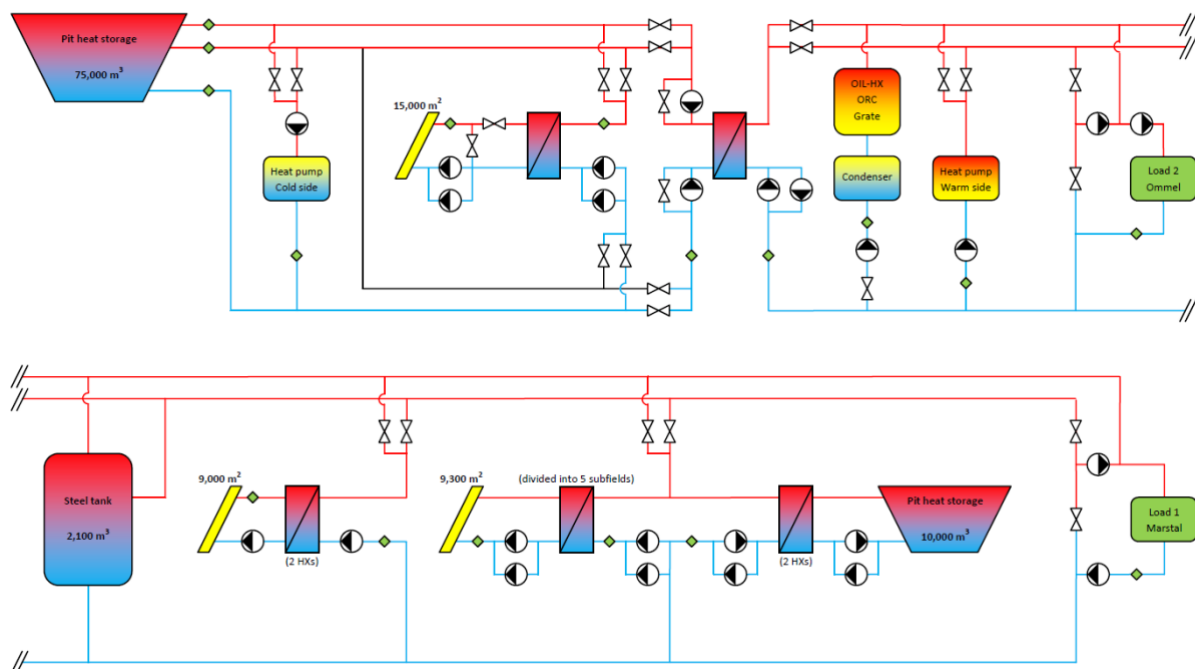 Pit heat storage
75,000 m³
15,000 m²
Heat pump
Cold side
OIL-HX
ORC
Grate
Condenser
Heat pump
Warm side
Load 2
Ommel
Steel tank
2,100 m³
9,000 m²
(2 HXs)
9,300 m²
(divided into 5 subfields)
(2 HXs)
Pit heat storage
10,000 m³
Load 1
Marstal